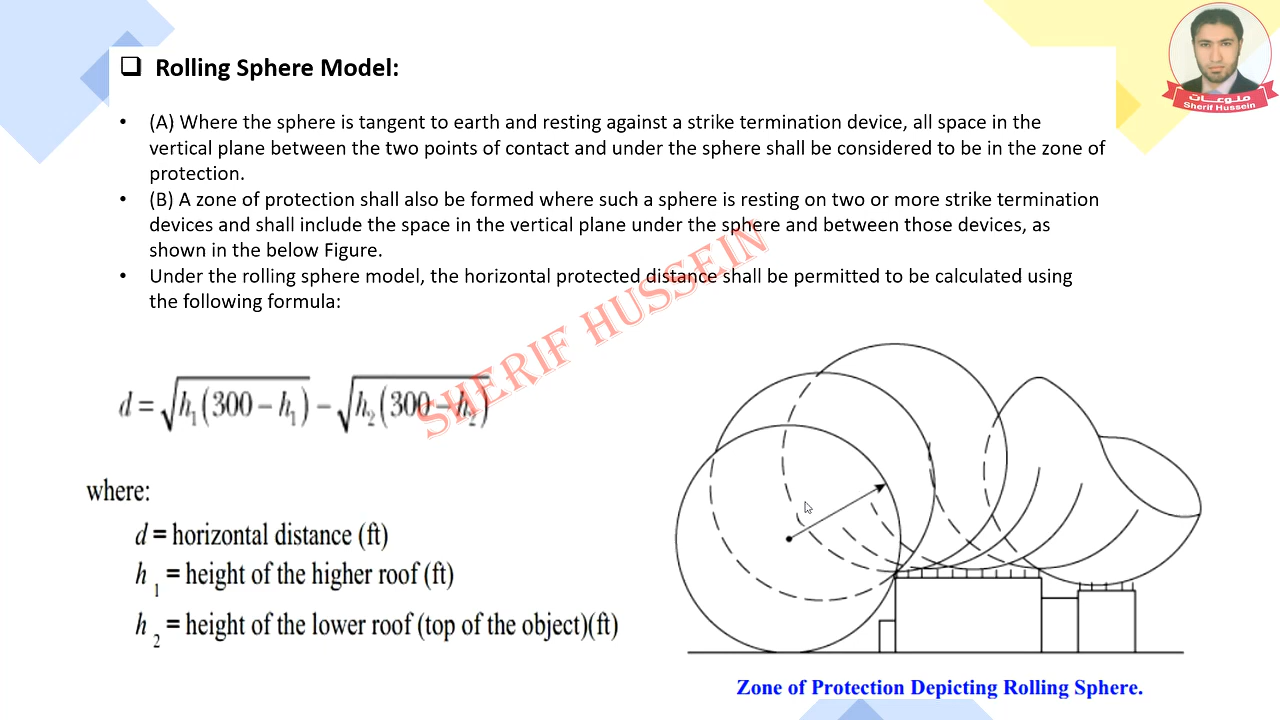 ❑ Rolling Sphere Model:
• (A) Where the sphere is tangent to earth and resting against a strike termination device, all space in the
vertical plane between the two points of contact and under the sphere shall be considered to be in the zone of
protection.
• (B) A zone of protection shall also be formed where such a sphere is resting on two or more strike termination
devices and shall include the space in the vertical plane under the sphere and between those devices, as
shown in the below Figure.
• Under the rolling sphere model, the horizontal protected distance shall be permitted to be calculated using
the following formula:
d = √h₁(300 – h₁) – √h₂(300 – h₂)
where:
d = horizontal distance (ft)
h₁ = height of the higher roof (ft)
h₂ = height of the lower roof (top of the object)(ft)
Zone of Protection Depicting Rolling Sphere.
SHERIF HUSSEIN
ملوعات
Sherif Hussein